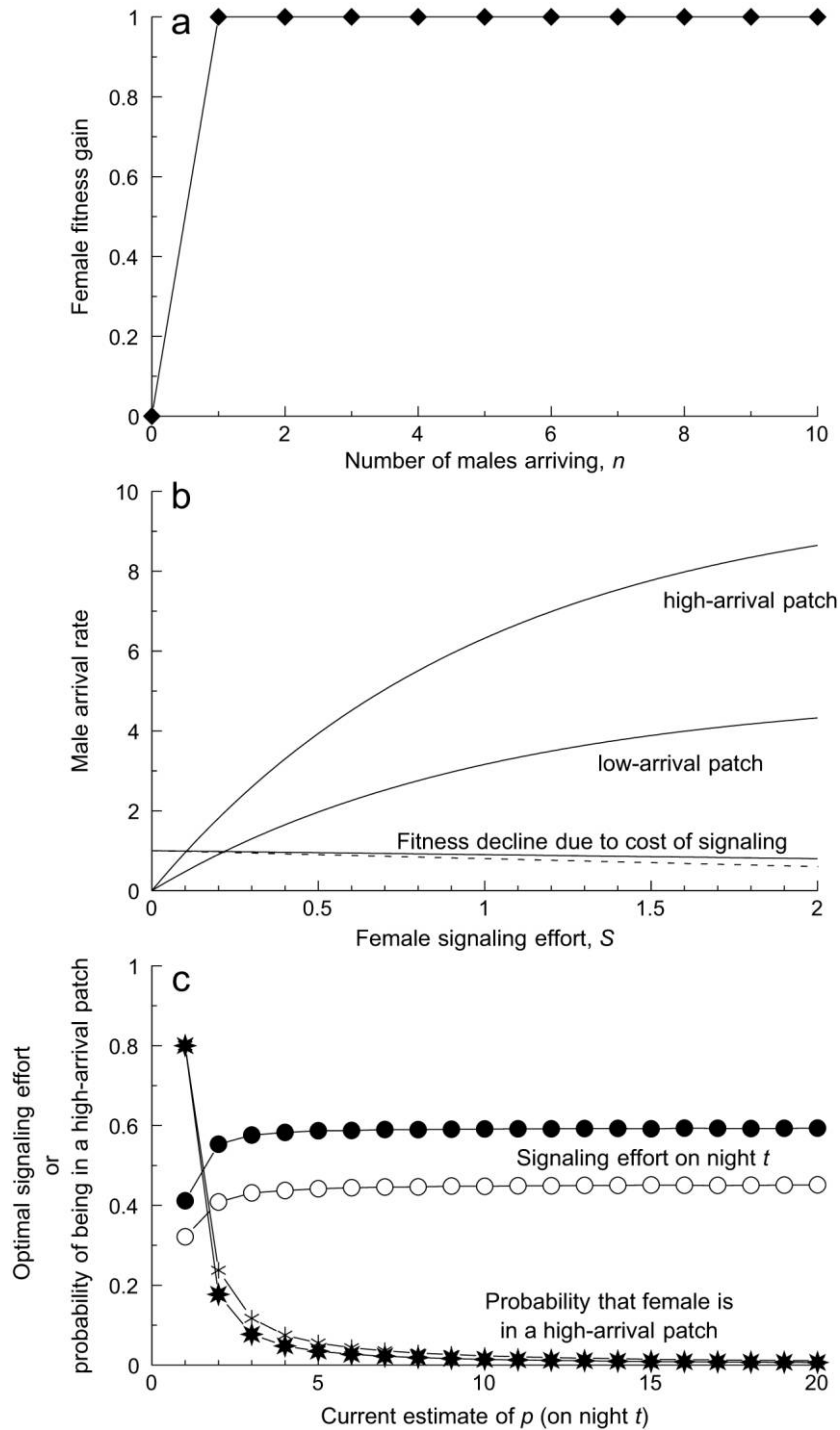 a
1
0.8
0.6
0.4
0.2
0
Female fitness gain
0 2 4 6 8 10
Number of males arriving, n
b
10
8
6
4
2
0
Male arrival rate
high-arrival patch
low-arrival patch
Fitness decline due to cost of signaling
0 0.5 1 1.5 2
Female signaling effort, S
c
1
0.8
0.6
0.4
0.2
0
Optimal signaling effort
or
probability of being in a high-arrival patch
Signaling effort on night t
Probability that female is
in a high-arrival patch
0 5 10 15 20
Current estimate of p (on night t)